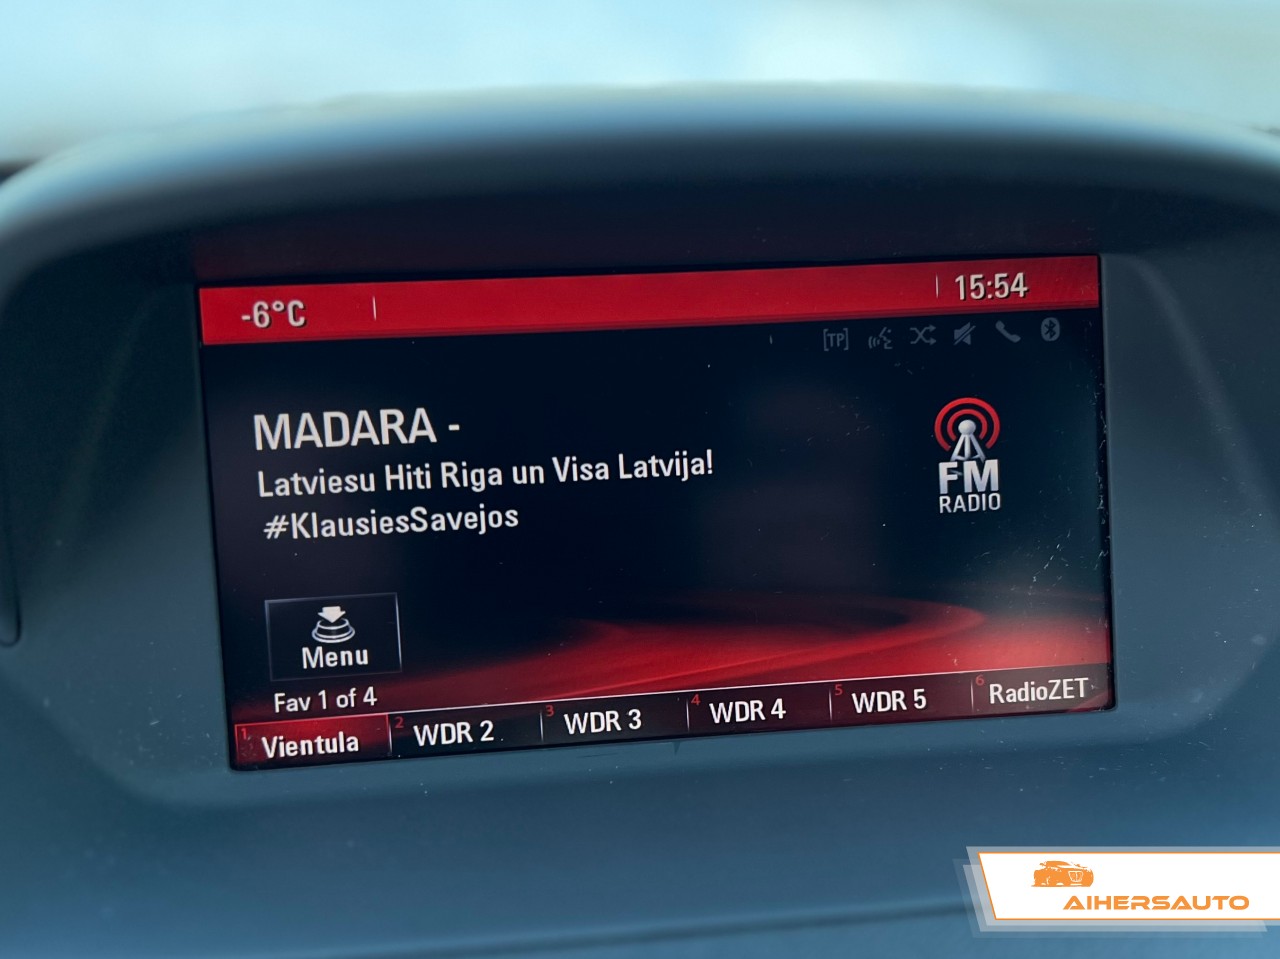 -6°C
15:54
[TP]
MADARA -
Latviesu Hiti Riga un Visa Latvija!
#KlausiesSavejos
FM
RADIO
Menu
Fav 1 of 4
1 Vientula 2 WDR 2 3 WDR 3 4 WDR 4 5 WDR 5 6 RadioZET
AIHERSAUTO